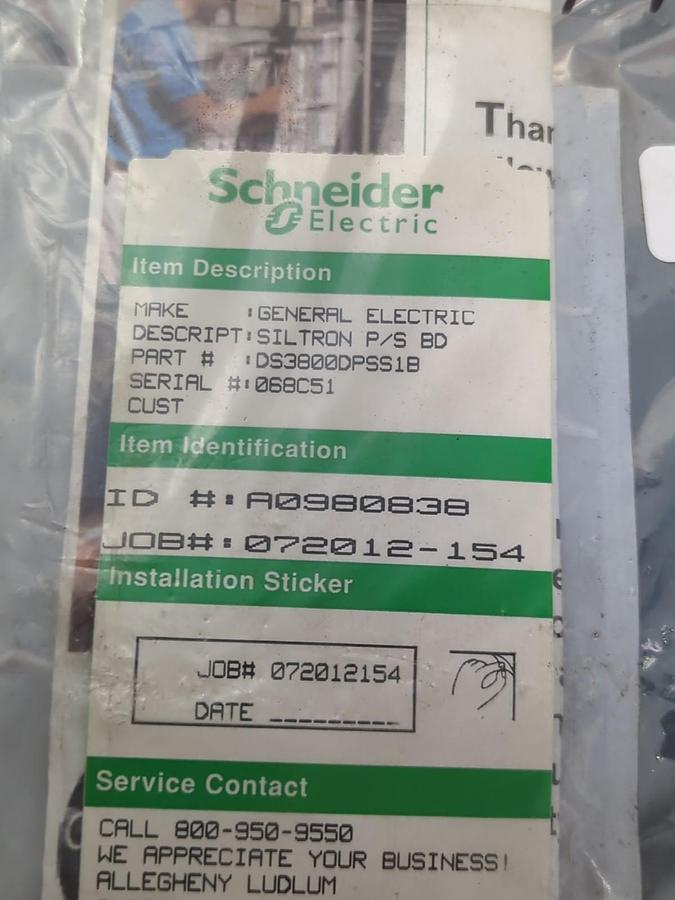 Schneider
Electric
Item Description
MAKE :GENERAL ELECTRIC
DESCRIPT:SILTRON P/S BD
PART # :DS3800DPSS1B
SERIAL #:068C51
CUST
Item Identification
ID #:A0980838
JOB#:072012-154
Installation Sticker
JOB# 072012154
DATE __________
Service Contact
CALL 800-950-9550
WE APPRECIATE YOUR BUSINESS!
ALLEGHENY LUDLUM